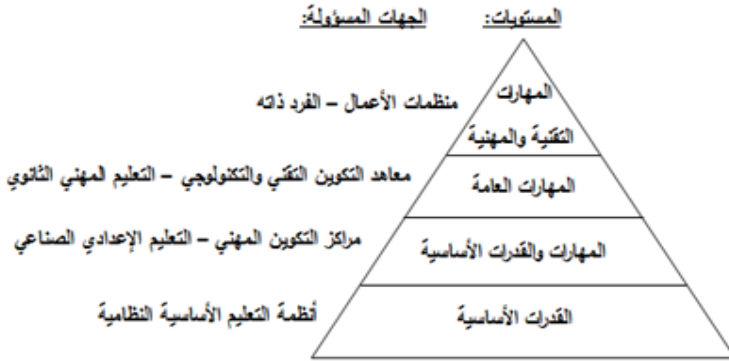 المستويات: الجهات المسؤولة:
المهارات
التقنية والمهنية
منظمات الأعمال – الفرد ذاته
المهارات العامة
معاهد التكوين التقني والتكنولوجي – التعليم المهني الثانوي
المهارات والقدرات الأساسية
مراكز التكوين المهني – التعليم الإعدادي الصناعي
القدرات الأساسية
أنظمة التعليم الأساسية النظامية